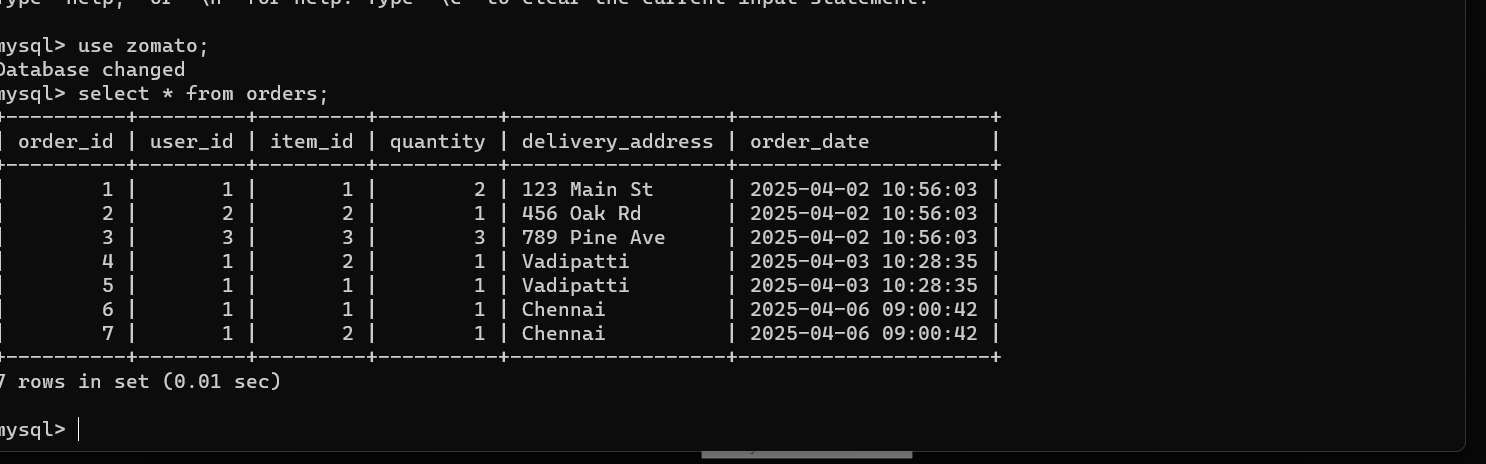 mysql> use zomato;
Database changed
mysql> select * from orders;
+----------+---------+---------+----------+------------------+---------------------+
| order_id | user_id | item_id | quantity | delivery_address | order_date          |
+----------+---------+---------+----------+------------------+---------------------+
|        1 |       1 |       1 |        2 | 123 Main St      | 2025-04-02 10:56:03 |
|        2 |       2 |       2 |        1 | 456 Oak Rd       | 2025-04-02 10:56:03 |
|        3 |       3 |       3 |        3 | 789 Pine Ave     | 2025-04-02 10:56:03 |
|        4 |       1 |       2 |        1 | Vadipatti        | 2025-04-03 10:28:35 |
|        5 |       1 |       1 |        1 | Vadipatti        | 2025-04-03 10:28:35 |
|        6 |       1 |       1 |        1 | Chennai          | 2025-04-06 09:00:42 |
|        7 |       1 |       2 |        1 | Chennai          | 2025-04-06 09:00:42 |
+----------+---------+---------+----------+------------------+---------------------+
7 rows in set (0.01 sec)
mysql>